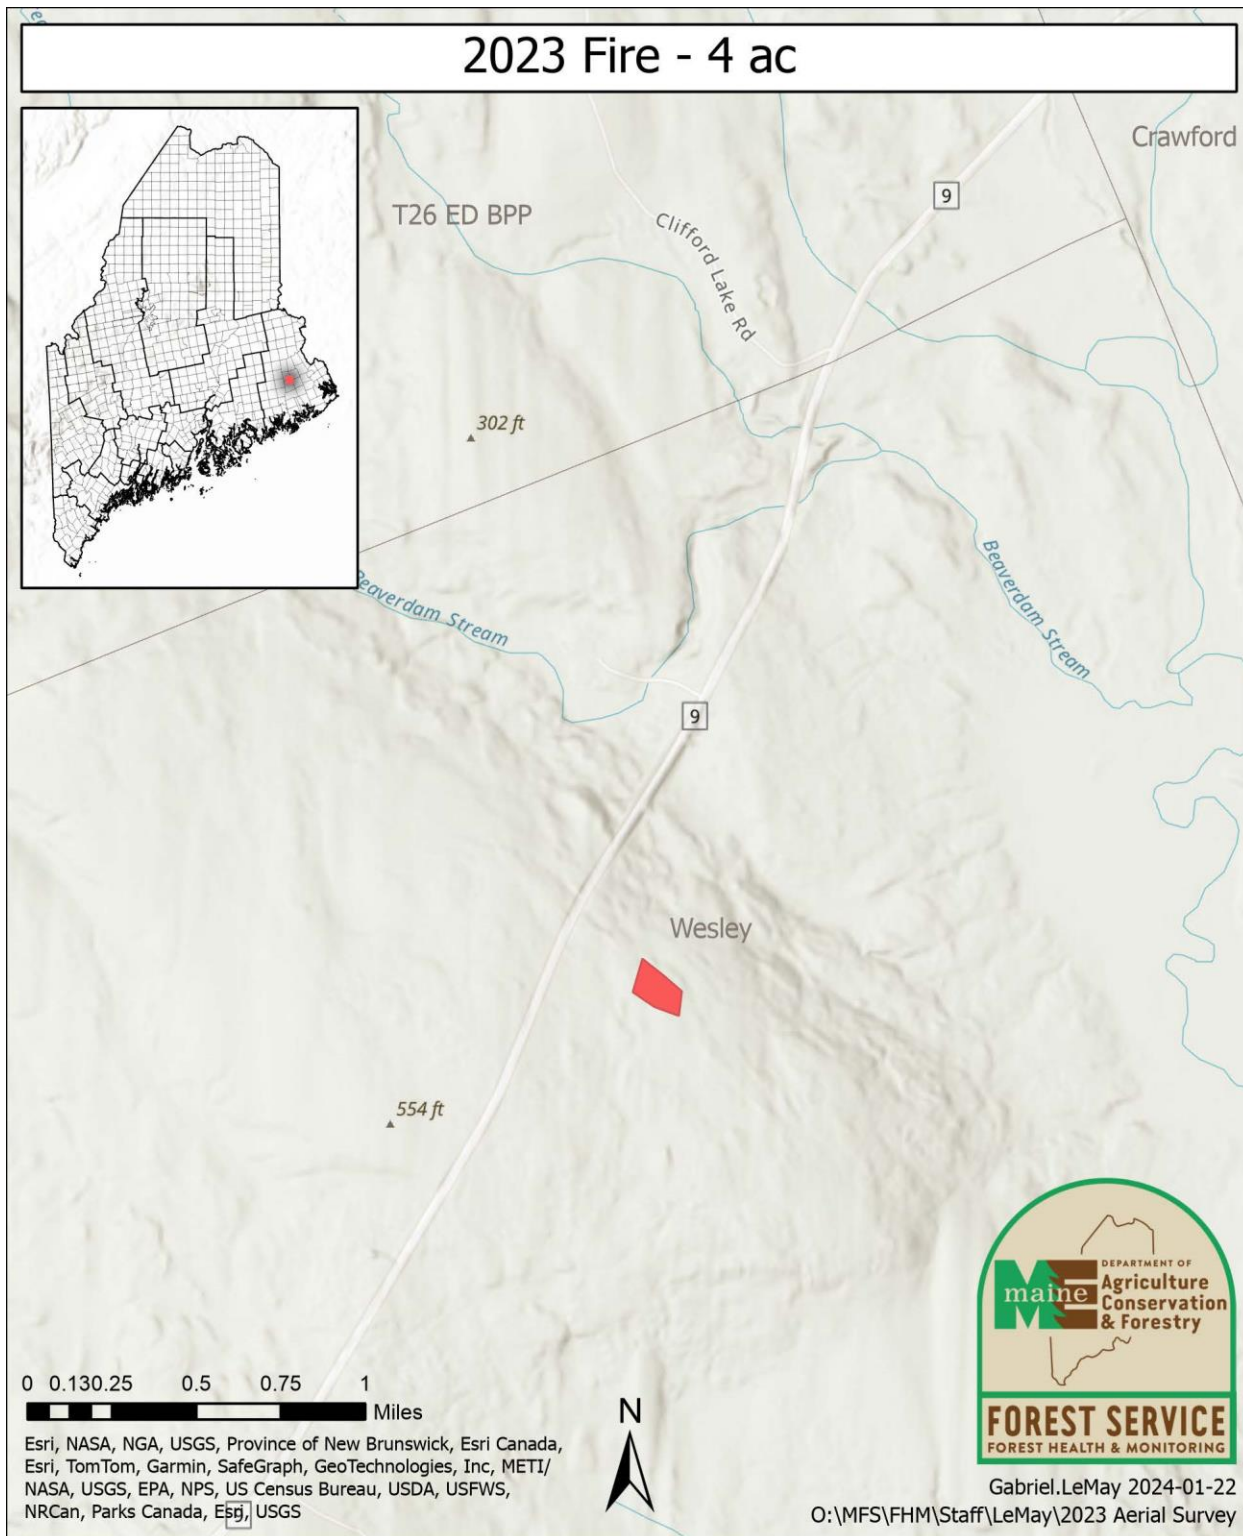 2023 Fire - 4 ac
Crawford
9
T26 ED BPP
Clifford Lake Rd
302 ft
Beaverdam Stream
Beaverdam Stream
9
Wesley
554 ft
maine
DEPARTMENT OF
Agriculture
Conservation
& Forestry
FOREST SERVICE
FOREST HEALTH & MONITORING
0 0.130.25 0.5 0.75 1
Miles
N
Esri, NASA, NGA, USGS, Province of New Brunswick, Esri Canada,
Esri, TomTom, Garmin, SafeGraph, GeoTechnologies, Inc, METI/
NASA, USGS, EPA, NPS, US Census Bureau, USDA, USFWS,
NRCan, Parks Canada, Esri, USGS
Gabriel.LeMay 2024-01-22
O:\MFS\FHM\Staff\LeMay\2023 Aerial Survey